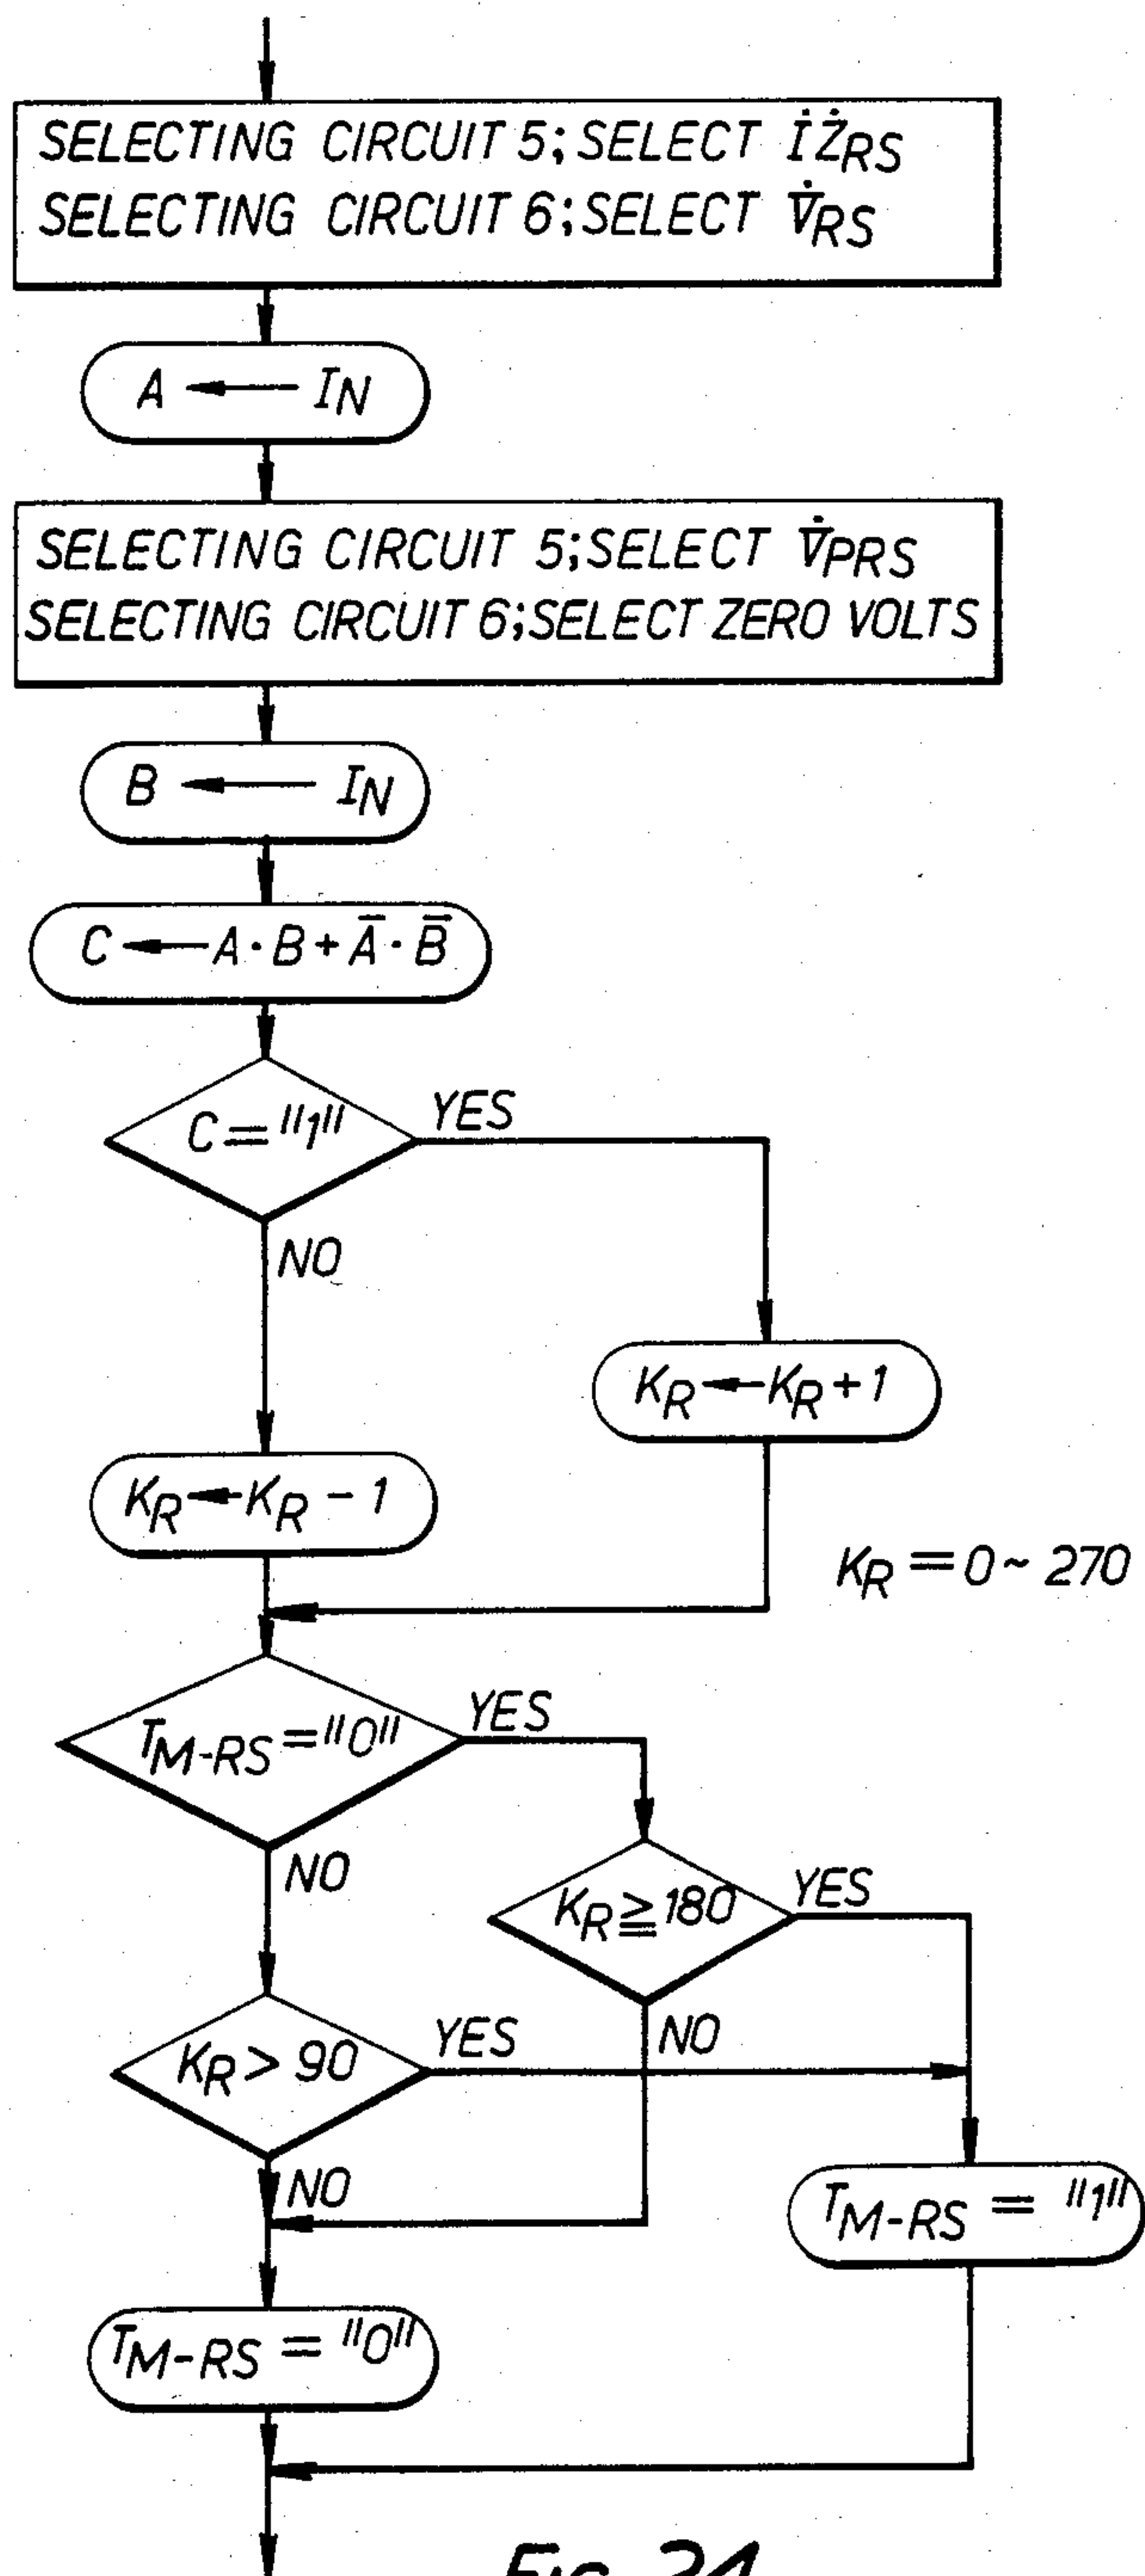 SELECTING CIRCUIT 5; SELECT İŻRS
SELECTING CIRCUIT 6; SELECT V̇RS
A ← IN
SELECTING CIRCUIT 5; SELECT V̇PRS
SELECTING CIRCUIT 6; SELECT ZERO VOLTS
B ← IN
C ← A · B + Ā · B̄
C = "1"
YES
NO
KR ← KR + 1
KR ← KR - 1
KR = 0 ~ 270
TM-RS = "0"
YES
NO
KR ≧ 180
YES
NO
KR > 90
YES
NO
TM-RS = "1"
TM-RS = "0"
FIG. 24